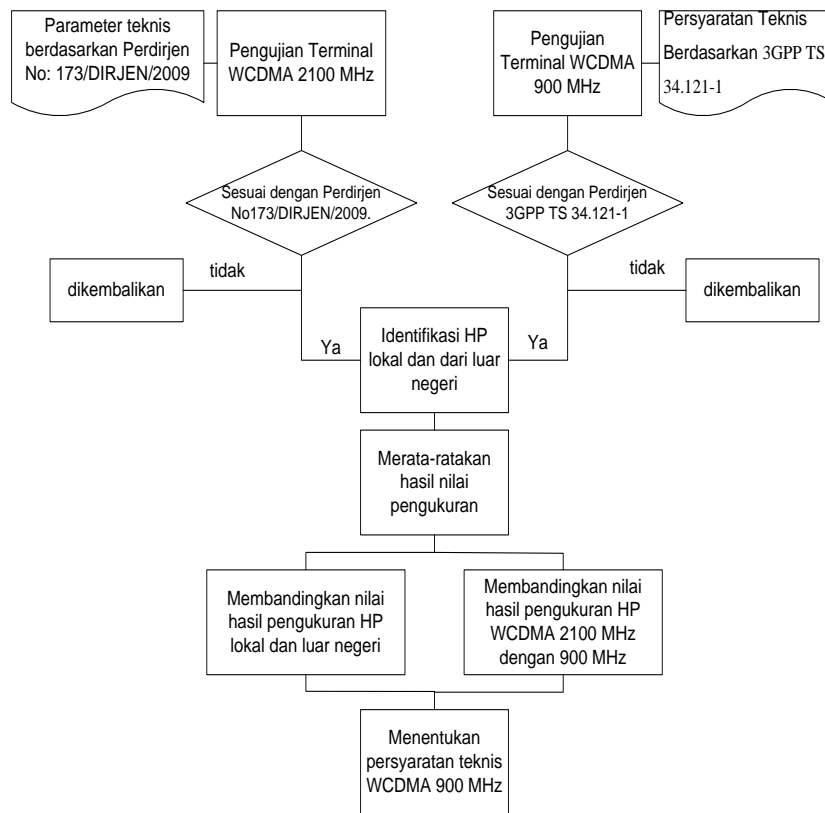 Parameter teknis
berdasarkan Perdirjen
No: 173/DIRJEN/2009
Pengujian Terminal
WCDMA 2100 MHz
Pengujian
Terminal WCDMA
900 MHz
Persyaratan Teknis
Berdasarkan 3GPP TS
34.121-1
Sesuai dengan Perdirjen
No173/DIRJEN/2009.
Sesuai dengan Perdirjen
3GPP TS 34.121-1
tidak
dikembalikan
tidak
dikembalikan
Ya
Identifikasi HP
lokal dan dari luar
negeri
Ya
Merata-ratakan
hasil nilai
pengukuran
Membandingkan nilai
hasil pengukuran HP
lokal dan luar negeri
Membandingkan nilai
hasil pengukuran HP
WCDMA 2100 MHz
dengan 900 MHz
Menentukan
persyaratan teknis
WCDMA 900 MHz